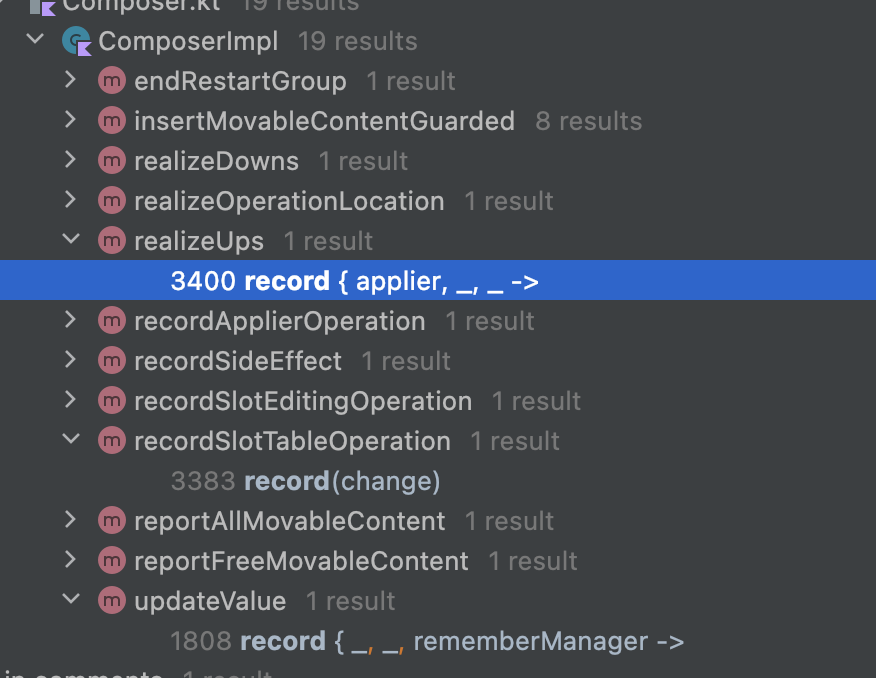 Composer.kt 19 results
ComposerImpl 19 results
m endRestartGroup 1 result
m insertMovableContentGuarded 8 results
m realizeDowns 1 result
m realizeOperationLocation 1 result
m realizeUps 1 result
3400 record { applier, _, _ ->
m recordApplierOperation 1 result
m recordSideEffect 1 result
m recordSlotEditingOperation 1 result
m recordSlotTableOperation 1 result
3383 record(change)
m reportAllMovableContent 1 result
m reportFreeMovableContent 1 result
m updateValue 1 result
1808 record { _, _, rememberManager ->
in comments 1 result